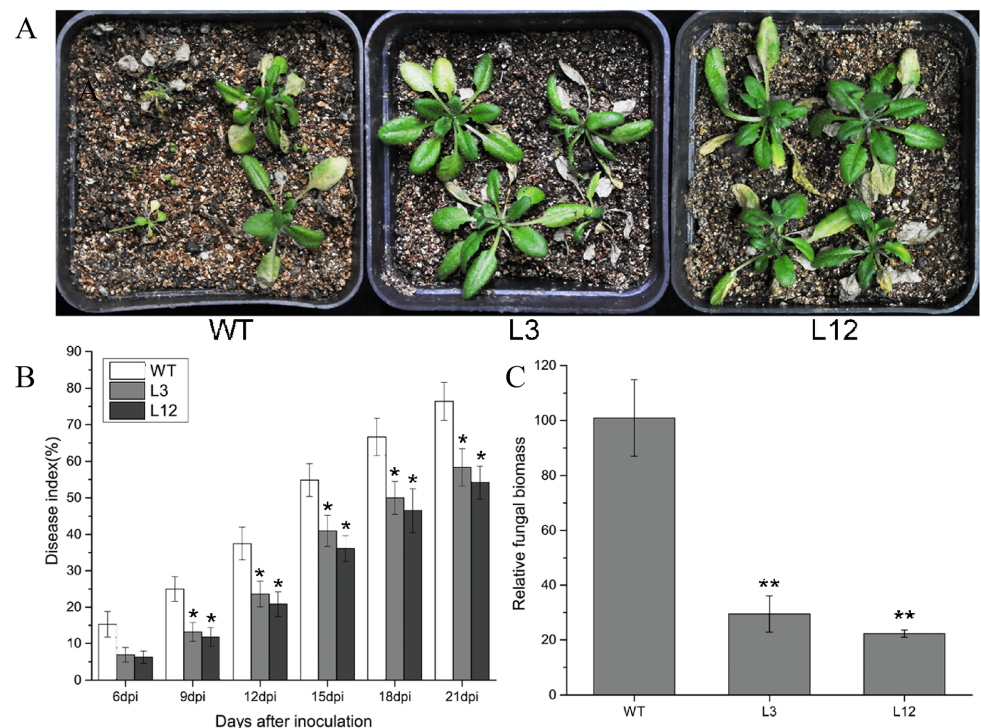 A
A
WT
L3
L12
B
WT
L3
L12
Disease index(%)
90
80
70
60
50
40
30
20
10
0
*
*
*
*
*
*
*
*
*
*
6dpi
9dpi
12dpi
15dpi
18dpi
21dpi
Days after inoculation
C
Relative fungal biomass
120
100
80
60
40
20
0
**
**
WT
L3
L12